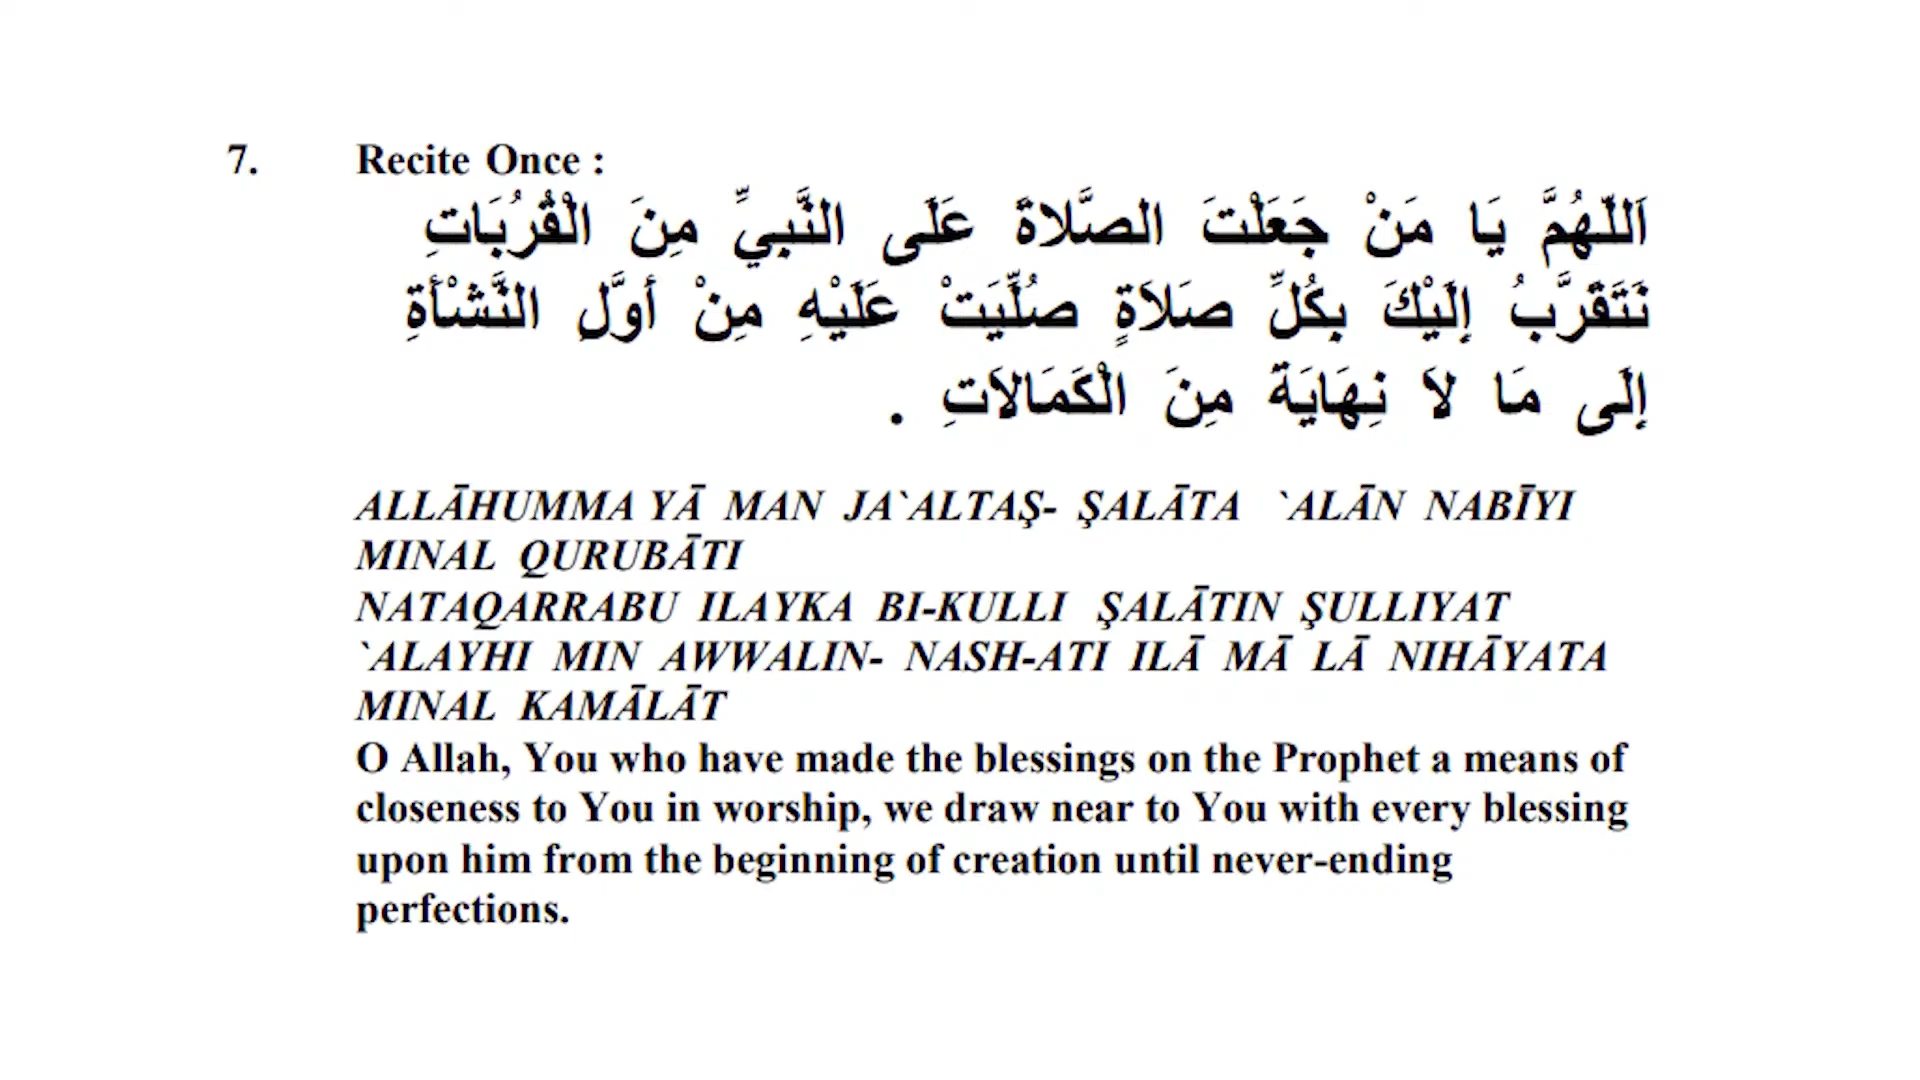 7. Recite Once :
اَللّٰهُمَّ يَا مَنْ جَعَلْتَ الصَّلاةَ عَلَى النَّبِيِّ مِنَ الْقُرُبَاتِ
نَتَقَرَّبُ إِلَيْكَ بِكُلِّ صَلاَةٍ صُلِّيَتْ عَلَيْهِ مِنْ أَوَّلِ النَّشْأَةِ
إِلَى مَا لاَ نِهَايَةَ مِنَ الْكَمَالاَتِ .
ALLĀHUMMA YĀ MAN JA`ALTAŞ- ŞALĀTA `ALĀN NABĪYI
MINAL QURUBĀTI
NATAQARRABU ILAYKA BI-KULLI ŞALĀTIN ŞULLIYAT
`ALAYHI MIN AWWALIN- NASH-ATI ILĀ MĀ LĀ NIHĀYATA
MINAL KAMĀLĀT
O Allah, You who have made the blessings on the Prophet a means of
closeness to You in worship, we draw near to You with every blessing
upon him from the beginning of creation until never-ending
perfections.